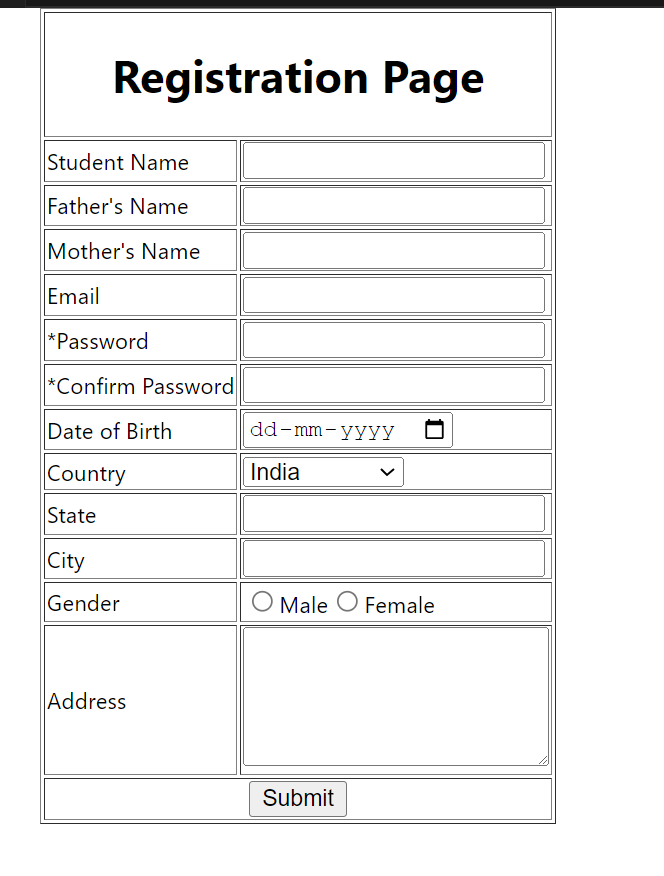 Registration Page
Student Name
Father's Name
Mother's Name
Email
*Password
*Confirm Password
Date of Birth dd-mm-yyyy
Country India
State
City
Gender Male Female
Address
Submit